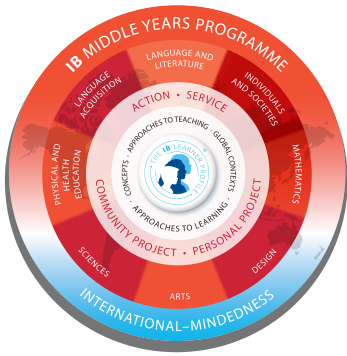 IB MIDDLE YEARS PROGRAMME
LANGUAGE AND
LITERATURE
INDIVIDUALS
AND SOCIETIES
MATHEMATICS
DESIGN
ARTS
SCIENCES
PHYSICAL AND
HEALTH
EDUCATION
LANGUAGE
ACQUISITION
ACTION • SERVICE
PERSONAL PROJECT
•
COMMUNITY PROJECT
APPROACHES TO TEACHING ·
GLOBAL CONTEXTS ·
APPROACHES TO LEARNING ·
CONCEPTS ·
THE IB LEARNER PROFILE
INTERNATIONAL–MINDEDNESS